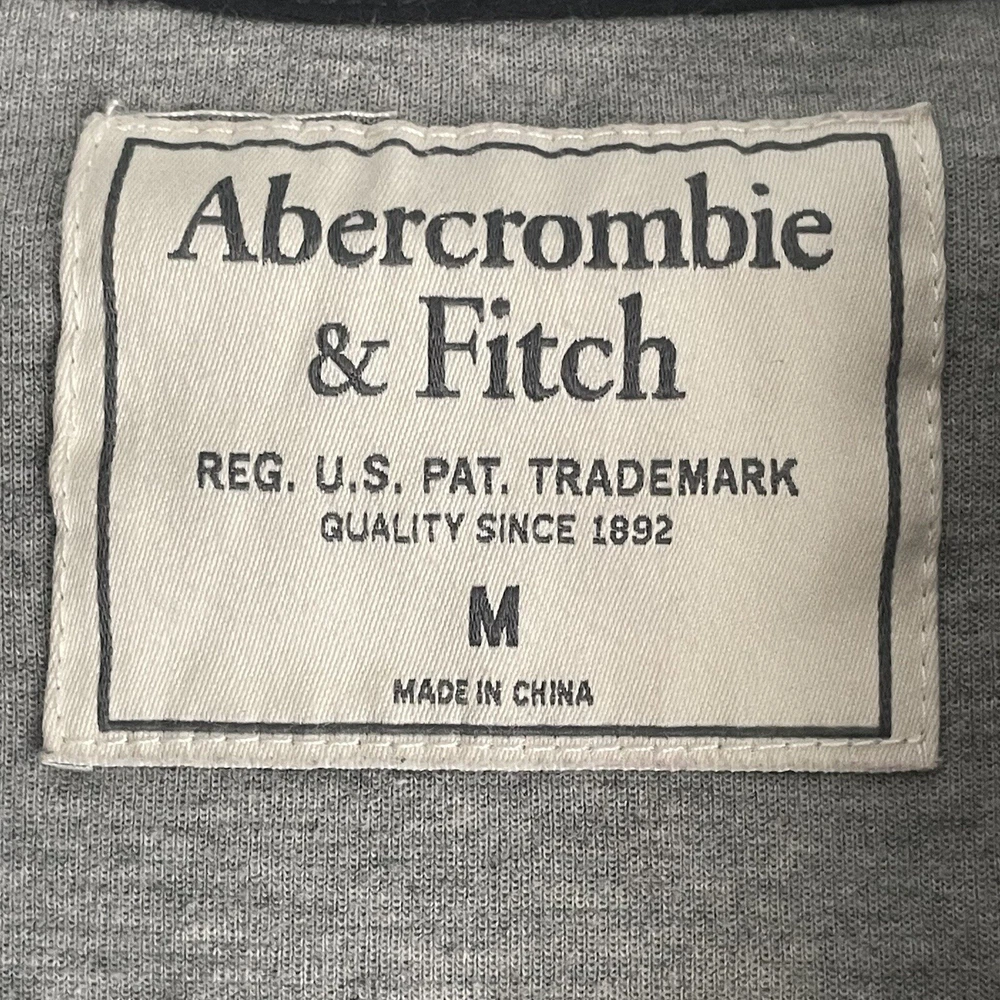 Abercrombie
& Fitch
REG. U.S. PAT. TRADEMARK
QUALITY SINCE 1892
M
MADE IN CHINA